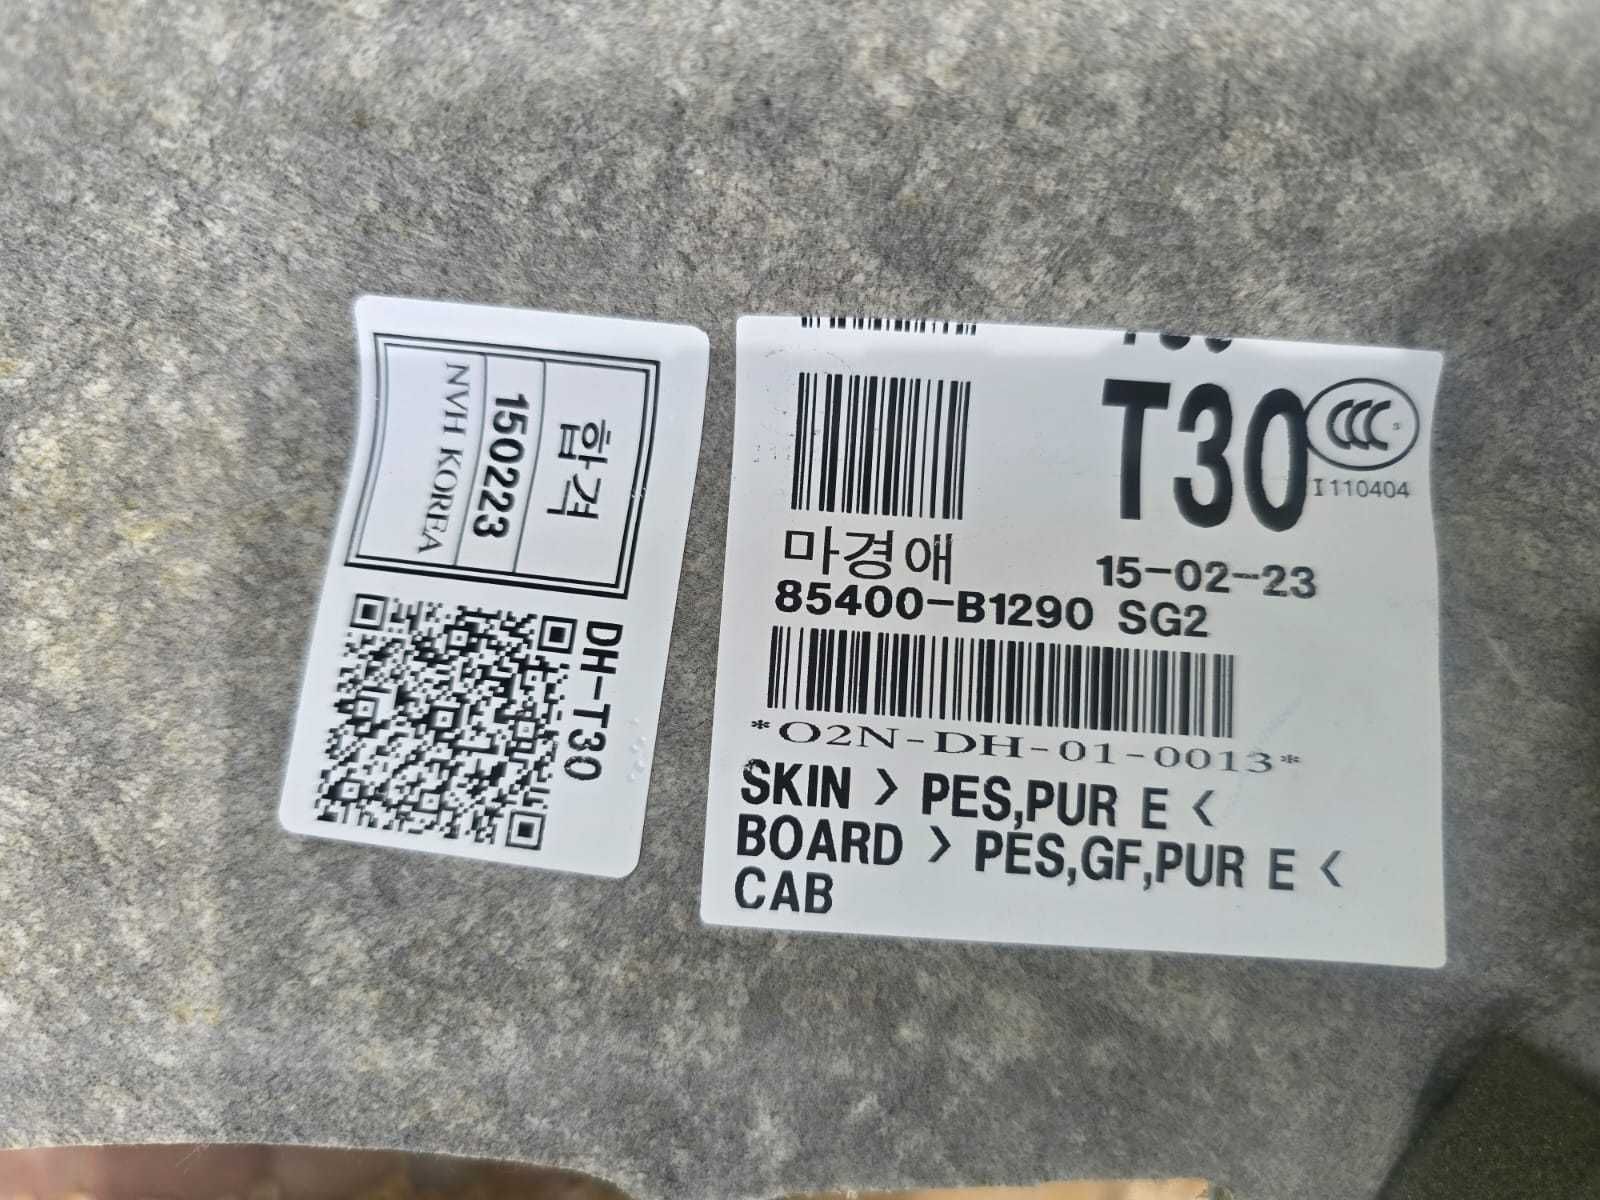 합격
150223
NVH KOREA
DH-T30
T30
CCC
S
I110404
마경애
15-02-23
85400-B1290 SG2
*O2N-DH-01-0013*
SKIN > PES,PUR E <
BOARD > PES,GF,PUR E <
CAB